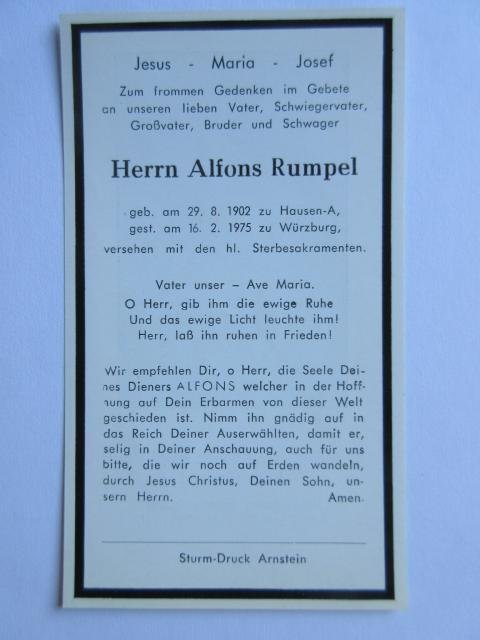 Jesus - Maria - Josef
Zum frommen Gedenken im Gebete
an unseren lieben Vater, Schwiegervater,
Großvater, Bruder und Schwager
Herrn Alfons Rumpel
geb. am 29. 8. 1902 zu Hausen-A,
gest. am 16. 2. 1975 zu Würzburg,
versehen mit den hl. Sterbesakramenten.
Vater unser – Ave Maria.
O Herr, gib ihm die ewige Ruhe
Und das ewige Licht leuchte ihm!
Herr, laß ihn ruhen in Frieden!
Wir empfehlen Dir, o Herr, die Seele Dei-
nes Dieners ALFONS welcher in der Hoff-
nung auf Dein Erbarmen von dieser Welt
geschieden ist. Nimm ihn gnädig auf in
das Reich Deiner Auserwählten, damit er,
selig in Deiner Anschauung, auch für uns
bitte, die wir noch auf Erden wandeln,
durch Jesus Christus, Deinen Sohn, un-
sern Herrn. Amen.
Sturm-Druck Arnstein